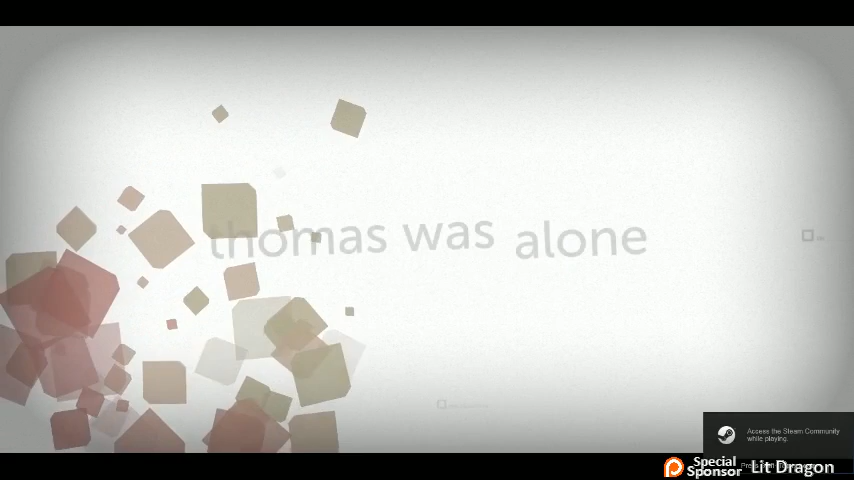 thomas was alone
Access the Steam Community
while playing.
Special
Sponsor
Lit Dragon